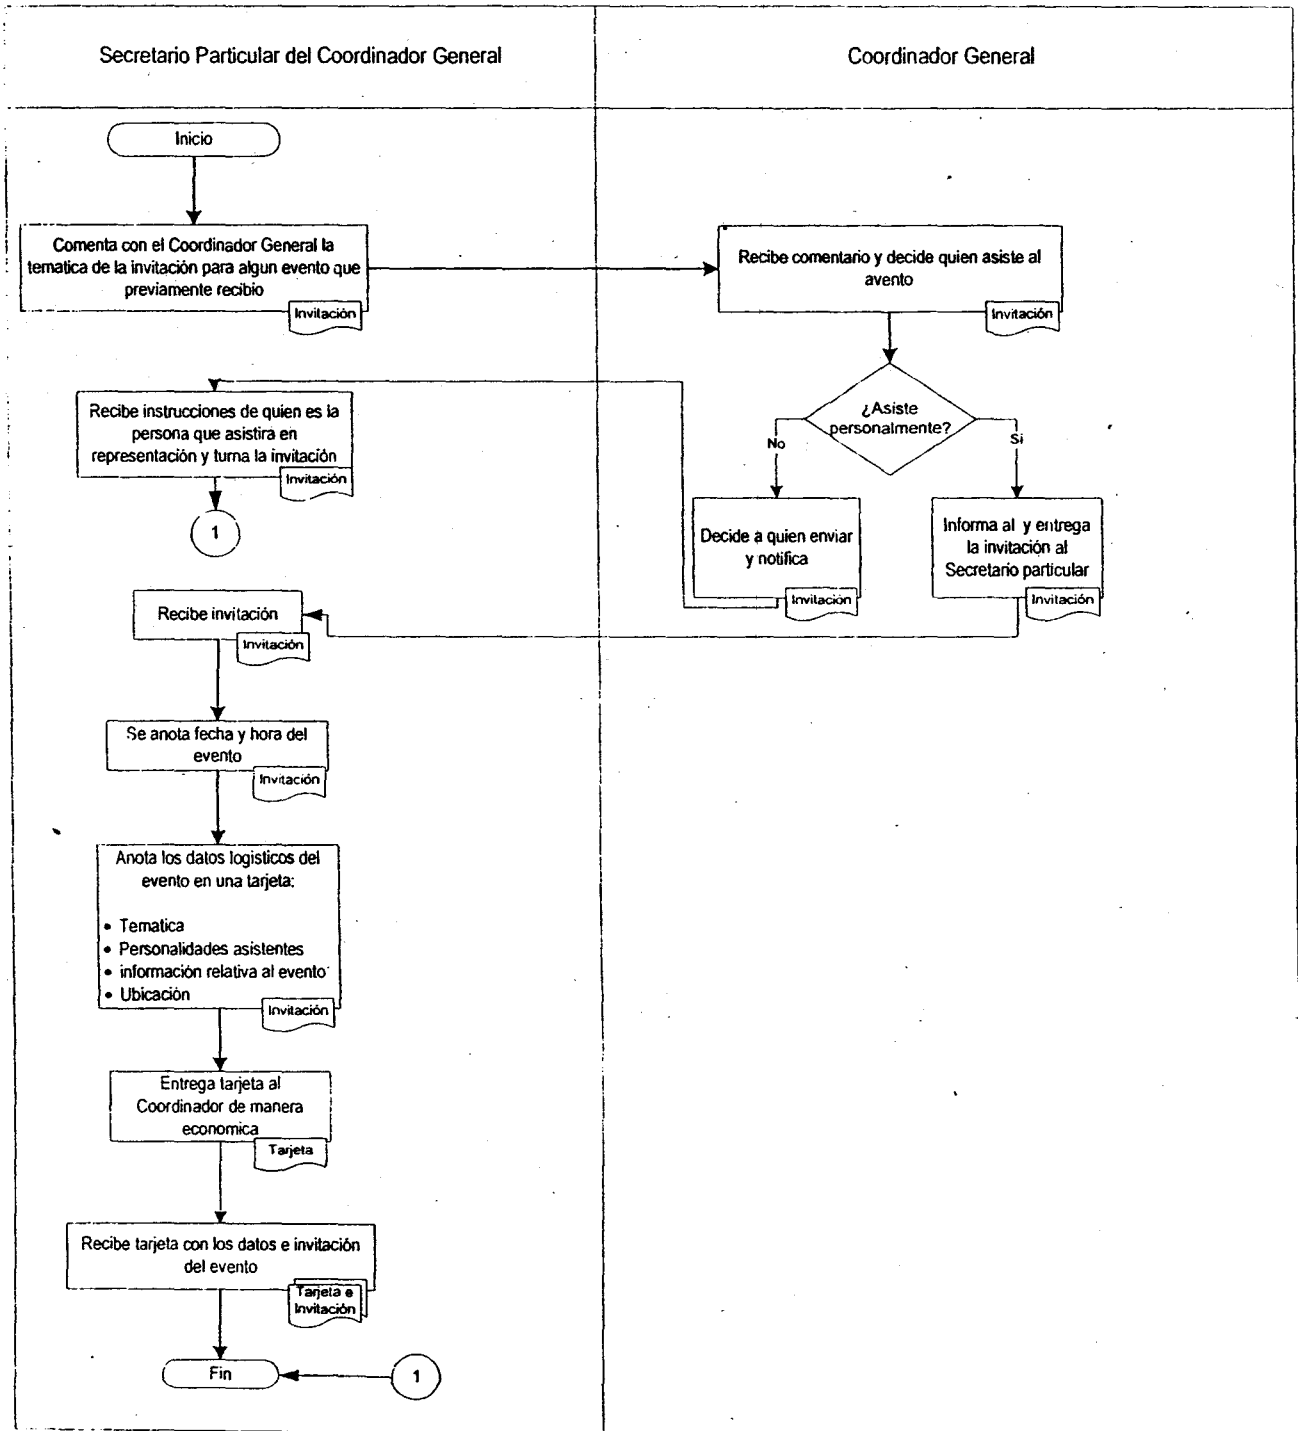 Secretario Particular del Coordinador General
Coordinador General
Inicio
Comenta con el Coordinador General la
tematica de la invitación para algun evento que
previamente recibio
Invitación
Recibe comentario y decide quien asiste al
avento
Invitación
¿Asiste
personalmente?
No
Si
Recibe instrucciones de quien es la
persona que asistira en
representación y turna la invitación
Invitación
1
Decide a quien enviar
y notifica
Invitación
Informa al y entrega
la invitación al
Secretario particular
Invitación
Recibe invitación
Invitación
Se anota fecha y hora del
evento
Invitación
Anota los datos logisticos del
evento en una tarjeta:
• Tematica
• Personalidades asistentes
• información relativa al evento
• Ubicación
Invitación
Entrega tarjeta al
Coordinador de manera
economica
Tarjeta
Recibe tarjeta con los datos e invitación
del evento
Tarjeta e
Invitación
Fin
1